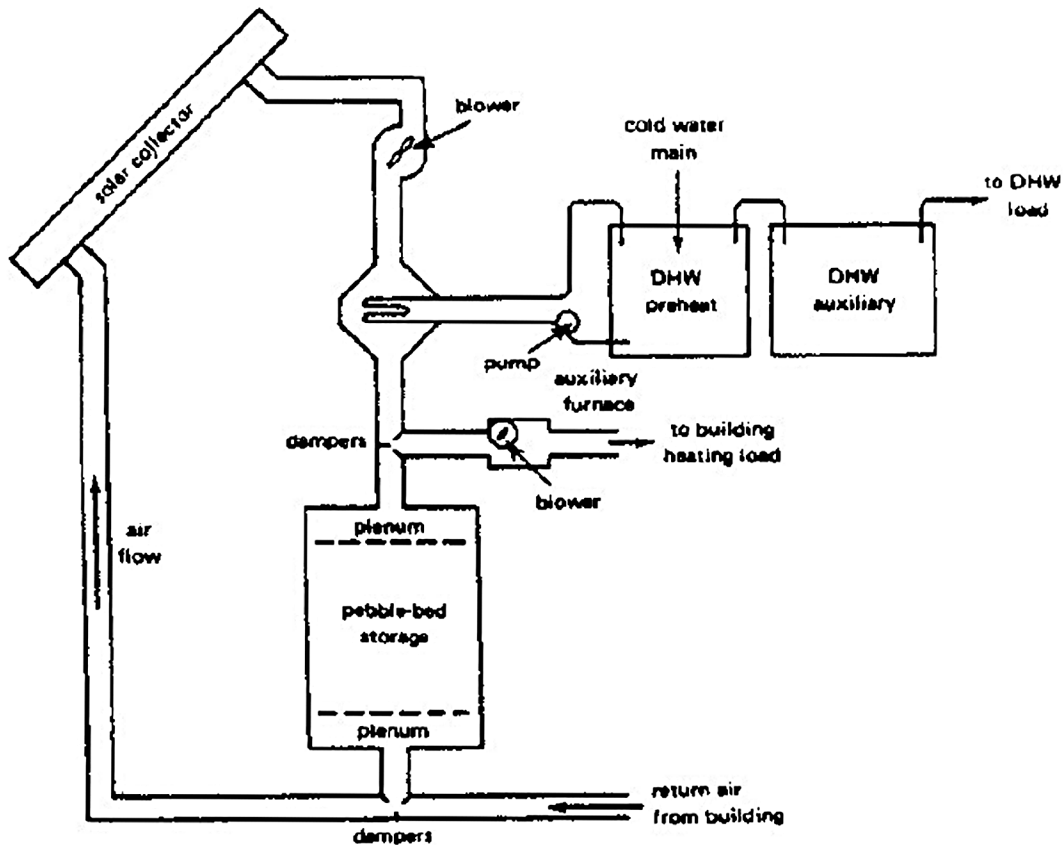 solar collector
blower
cold water
main
to DHW
load
DHW
preheat
DHW
auxiliary
pump
auxiliary
furnace
dampers
to building
heating load
blower
air
flow
plenum
pebble-bed
storage
plenum
return air
from building
dampers